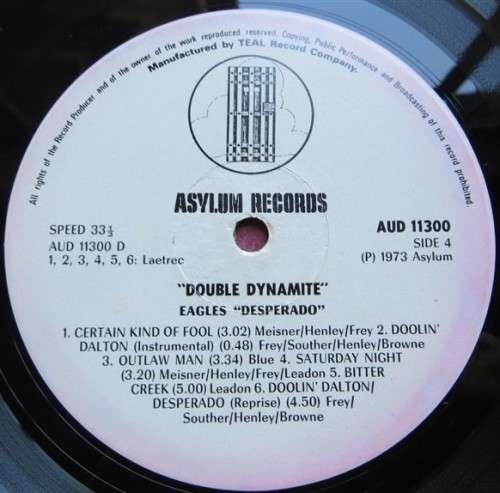 All rights of the Record Producer and of the owner of the work reproduced reserved. Copying, Public Performance and Broadcasting of this record prohibited.
Manufactured by TEAL Record Company.
ASYLUM RECORDS
SPEED 33⅓
AUD 11300 D
1, 2, 3, 4, 5, 6: Laetrec
AUD 11300
SIDE 4
(P) 1973 Asylum
"DOUBLE DYNAMITE"
EAGLES "DESPERADO"
1. CERTAIN KIND OF FOOL (3.02) Meisner/Henley/Frey 2. DOOLIN'
DALTON (Instrumental) (0.48) Frey/Souther/Henley/Browne
3. OUTLAW MAN (3.34) Blue 4. SATURDAY NIGHT
(3.20) Meisner/Henley/Frey/Leadon 5. BITTER
CREEK (5.00) Leadon 6. DOOLIN' DALTON/
DESPERADO (Reprise) (4.50) Frey/
Souther/Henley/Browne